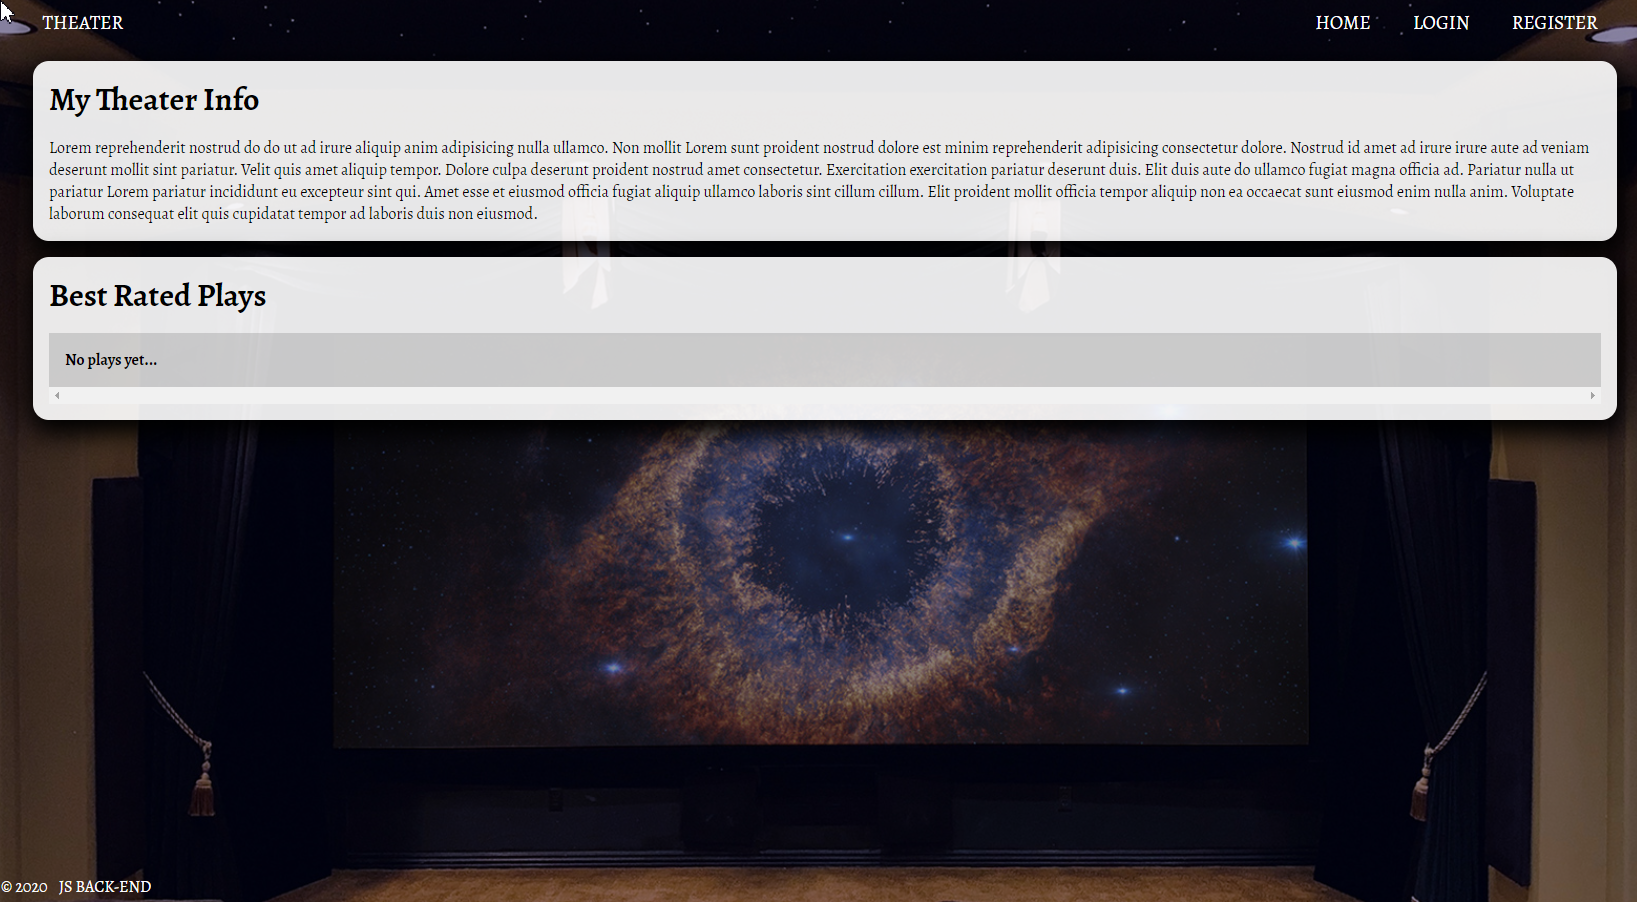 THEATER
HOME LOGIN REGISTER
My Theater Info
Lorem reprehenderit nostrud do do ut ad irure aliquip anim adipisicing nulla ullamco. Non mollit Lorem sunt proident nostrud dolore est minim reprehenderit adipisicing consectetur dolore. Nostrud id amet ad irure irure aute ad veniam
deserunt mollit sint pariatur. Velit quis amet aliquip tempor. Dolore culpa deserunt proident nostrud amet consectetur. Exercitation exercitation pariatur deserunt duis. Elit duis aute do ullamco fugiat magna officia ad. Pariatur nulla ut
pariatur Lorem pariatur incididunt eu excepteur sint qui. Amet esse et eiusmod officia fugiat aliquip ullamco laboris sint cillum cillum. Elit proident mollit officia tempor aliquip non ea occaecat sunt eiusmod enim nulla anim. Voluptate
laborum consequat elit quis cupidatat tempor ad laboris duis non eiusmod.
Best Rated Plays
No plays yet...
© 2020 JS BACK-END